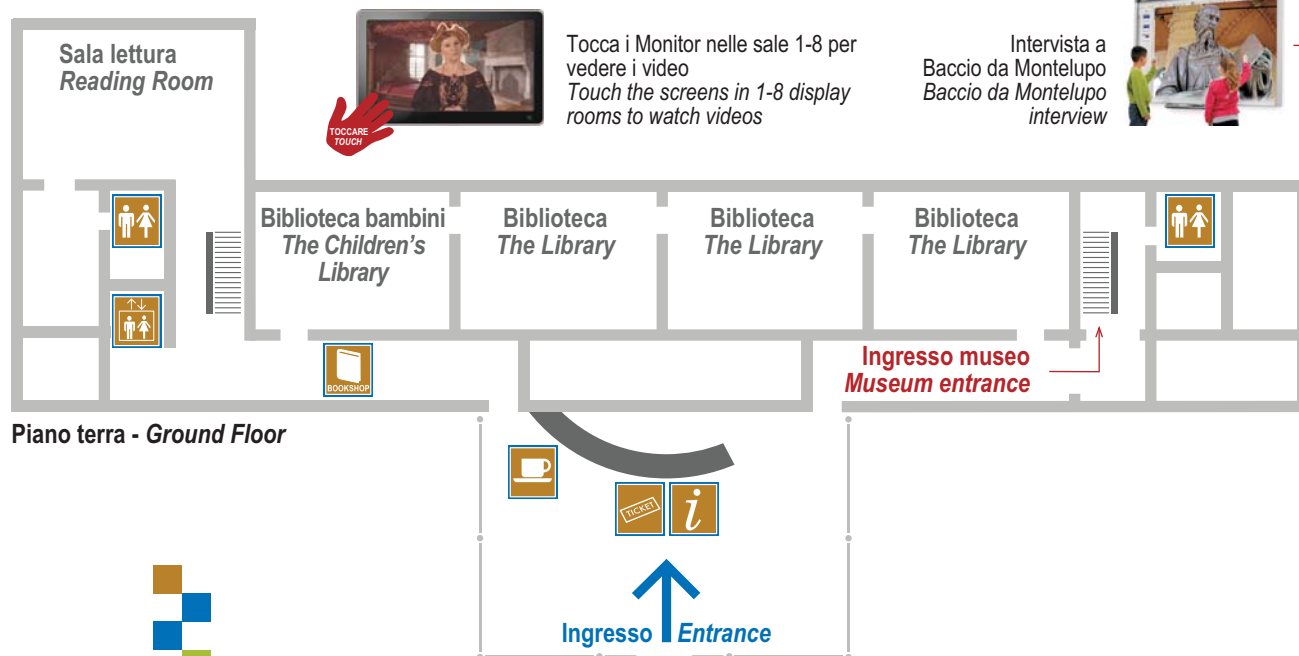 Sala lettura
Reading Room
TOCCARE
TOUCH
Tocca i Monitor nelle sale 1-8 per
vedere i video
Touch the screens in 1-8 display
rooms to watch videos
Intervista a
Baccio da Montelupo
Baccio da Montelupo
interview
Biblioteca bambini
The Children's
Library
Biblioteca
The Library
Biblioteca
The Library
Biblioteca
The Library
BOOKSHOP
Ingresso museo
Museum entrance
Piano terra - Ground Floor
TICKET
i
Ingresso Entrance